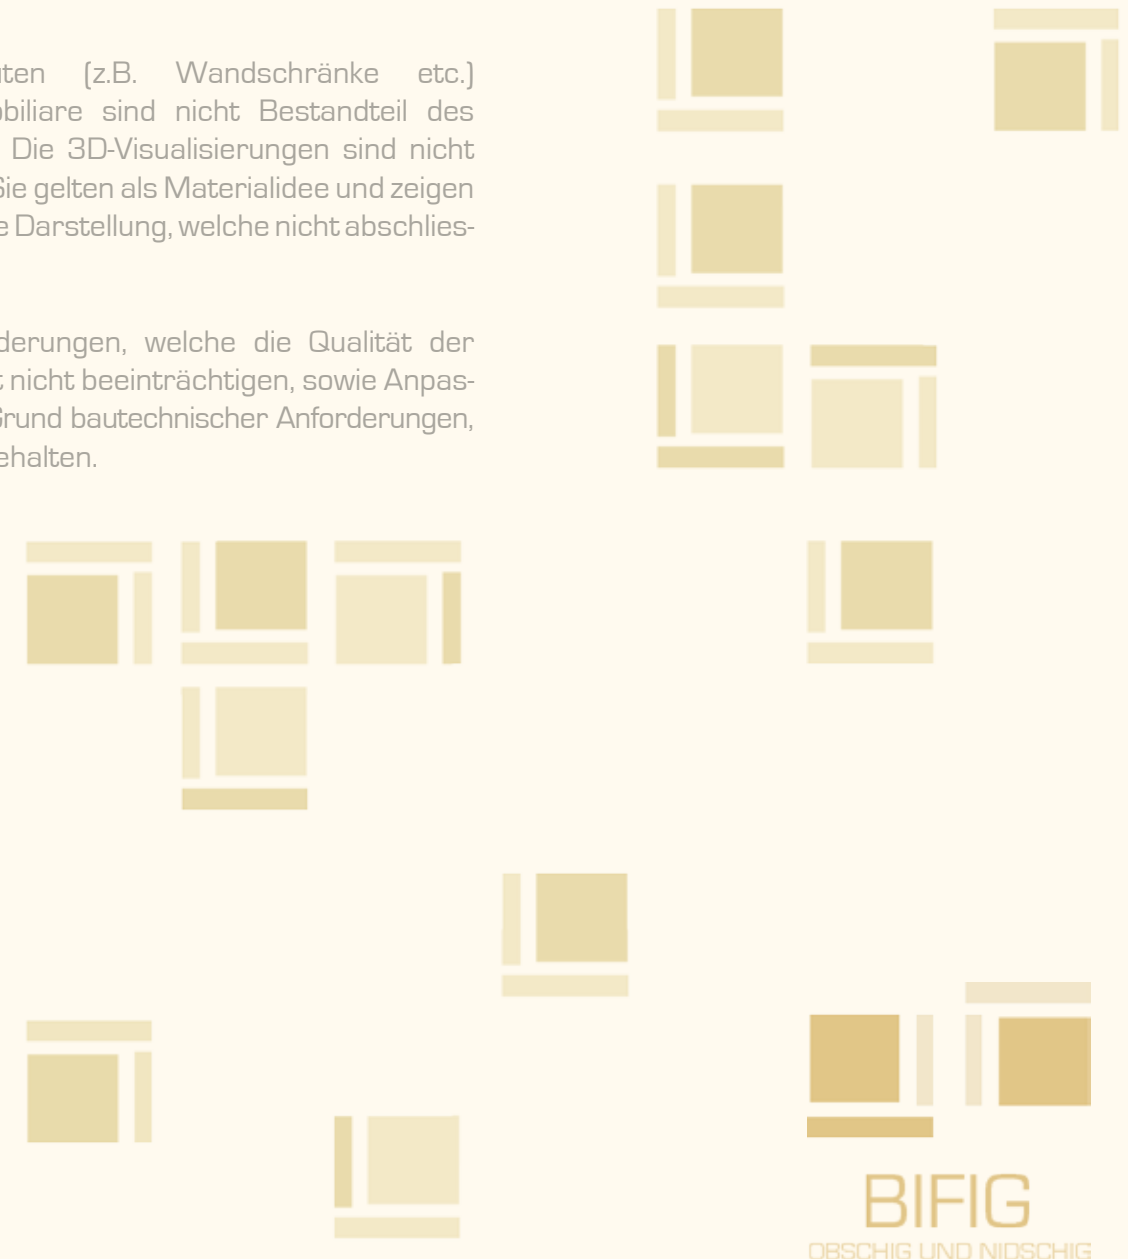 ten (z.B. Wandschränke etc.)
biliare sind nicht Bestandteil des
Die 3D-Visualisierungen sind nicht
Sie gelten als Materialidee und zeigen
e Darstellung, welche nicht abschlies-
derungen, welche die Qualität der
t nicht beeinträchtigen, sowie Anpas-
Grund bautechnischer Anforderungen,
ehalten.
BIFIG
OBSCHIG UND NIDSCHIG